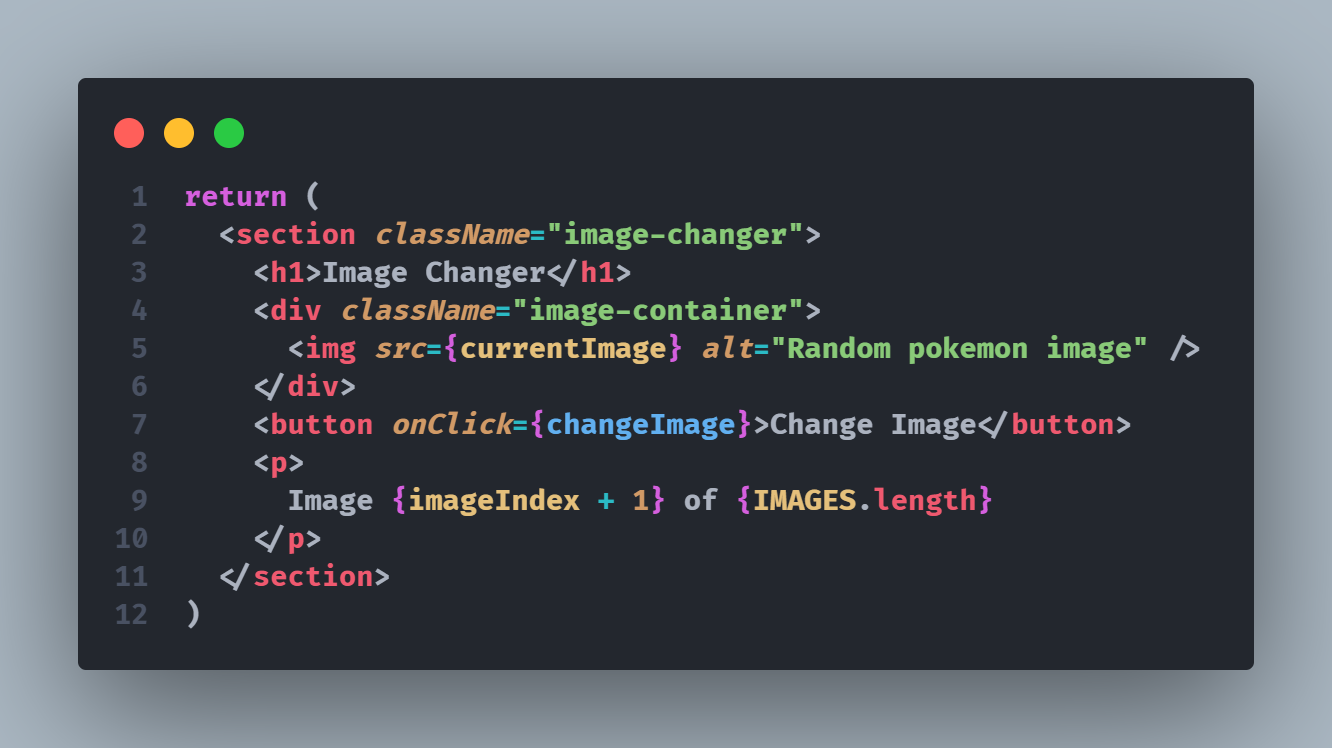 1 return (
2   <section className="image-changer">
3     <h1>Image Changer</h1>
4     <div className="image-container">
5       <img src={currentImage} alt="Random pokemon image" />
6     </div>
7     <button onClick={changeImage}>Change Image</button>
8     <p>
9       Image {imageIndex + 1} of {IMAGES.length}
10     </p>
11   </section>
12 )